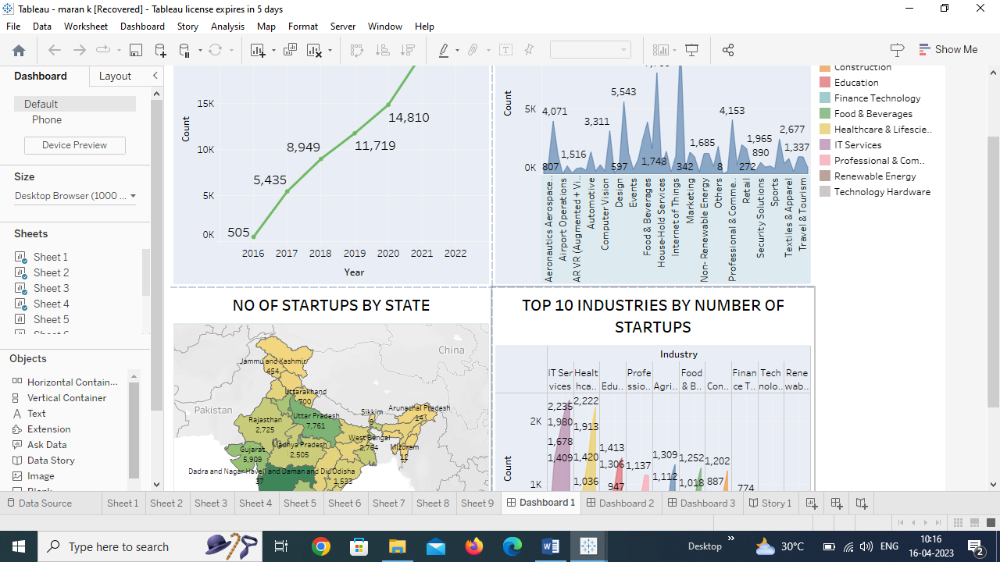 Tableau - maran k [Recovered] - Tableau license expires in 5 days
File Data Worksheet Dashboard Story Analysis Map Format Server Window Help
Show Me
Dashboard Layout
Default
Phone
Device Preview
Size
Desktop Browser (1000 ...
Sheets
Sheet 1
Sheet 2
Sheet 3
Sheet 4
Sheet 5
Objects
Horizontal Contain...
Vertical Container
Text
Extension
Ask Data
Data Story
Image
Count
15K
10K
5K
0K
505
5,435
8,949
11,719
14,810
2016 2017 2018 2019 2020 2021 2022
Year
Count
5K
0K
4,071
807
1,516
3,311
5,543
597
1,748
342
1,685
8
4,153
272
1,965
890
2,677
1,337
Aeronautics Aerospace..
Airport Operations
AR VR (Augmented + Vi..
Automotive
Computer Vision
Design
Events
Food & Beverages
House-Hold Services
Internet of Things
Marketing
Non- Renewable Energy
Others
Professional & Comme..
Retail
Security Solutions
Sports
Textiles & Apparel
Travel & Tourism
Construction
Education
Finance Technology
Food & Beverages
Healthcare & Lifescie..
IT Services
Professional & Com..
Renewable Energy
Technology Hardware
NO OF STARTUPS BY STATE
China
Pakistan
Jammu and Kashmir
454
Uttarakhand
700
Rajasthan
2,725
Uttar Pradesh
7,761
Sikkim
Arunachal Pradesh
14
West Bengal
2,764
Mizoram
Gujarat
5,909
Madhya Pradesh
2,505
Dadra and Nagar Haveli and Daman and Diu
37
Odisha
1,533
TOP 10 INDUSTRIES BY NUMBER OF
STARTUPS
Industry
IT Ser
vices
Healt
hca..
Edu..
Profe
ssio..
Agri..
Food
& B..
Con..
Finan
ce T..
Tech
nolo..
Rene
wab..
Count
2K
1K
2,235
1,980
1,678
1,409
2,222
1,913
1,420
1,036
1,413
1,306
947
1,137
1,309
1,112
1,252
1,018
1,202
887
774
Data Source Sheet 1 Sheet 2 Sheet 3 Sheet 4 Sheet 5 Sheet 6 Sheet 7 Sheet 8 Sheet 9 Dashboard 1 Dashboard 2 Dashboard 3 Story 1
Type here to search
Desktop
30°C
ENG
10:16
16-04-2023
2